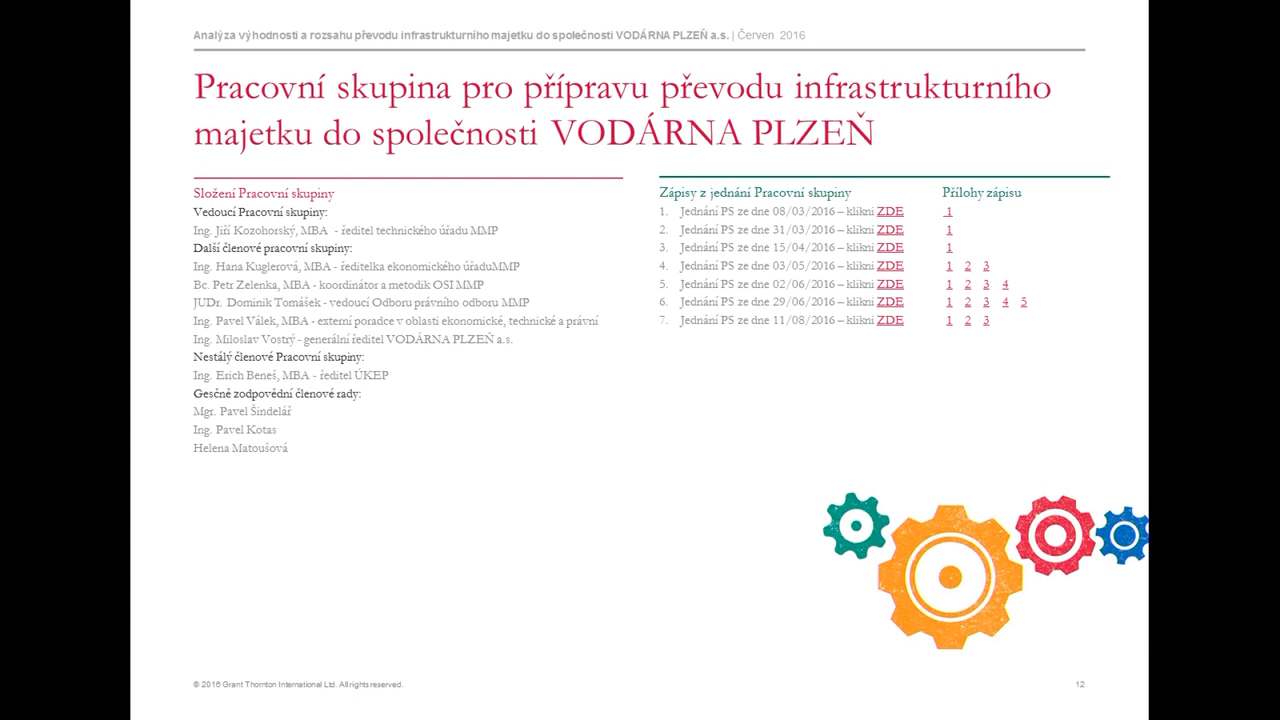 Analýza výhodnosti a rozsahu převodu infrastrukturního majetku do společnosti VODÁRNA PLZEŇ a.s. | Červen 2016
Pracovní skupina pro přípravu převodu infrastrukturního
majetku do společnosti VODÁRNA PLZEŇ
Složení Pracovní skupiny
Vedoucí Pracovní skupiny:
Ing. Jiří Kozohorský, MBA - ředitel technického úřadu MMP
Další členové pracovní skupiny:
Ing. Hana Kuglerová, MBA - ředitelka ekonomického úřaduMMP
Bc. Petr Zelenka, MBA - koordinátor a metodik OSI MMP
JUDr. Dominik Tomášek - vedoucí Odboru právního odboru MMP
Ing. Pavel Válek, MBA - externí poradce v oblasti ekonomické, technické a právní
Ing. Miloslav Vostrý - generální ředitel VODÁRNA PLZEŇ a.s.
Nestálý členové Pracovní skupiny:
Ing. Erich Beneš, MBA - ředitel ÚKEP
Gesčně zodpovědní členové rady:
Mgr. Pavel Šindelář
Ing. Pavel Kotas
Helena Matoušová
Zápisy z jednání Pracovní skupiny Přílohy zápisu
1. Jednání PS ze dne 08/03/2016 – klikni ZDE 1
2. Jednání PS ze dne 31/03/2016 – klikni ZDE 1
3. Jednání PS ze dne 15/04/2016 – klikni ZDE 1
4. Jednání PS ze dne 03/05/2016 – klikni ZDE 1 2 3
5. Jednání PS ze dne 02/06/2016 – klikni ZDE 1 2 3 4
6. Jednání PS ze dne 29/06/2016 – klikni ZDE 1 2 3 4 5
7. Jednání PS ze dne 11/08/2016 – klikni ZDE 1 2 3
© 2016 Grant Thornton International Ltd. All rights reserved.
12